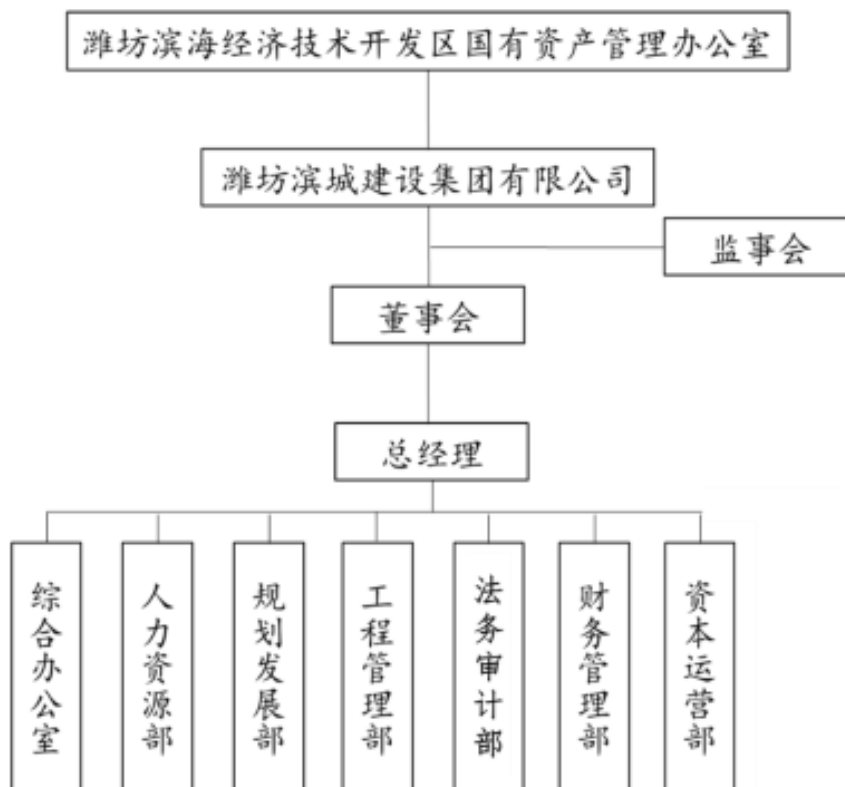 潍坊滨海经济技术开发区国有资产管理办公室
潍坊滨城建设集团有限公司
监事会
董事会
总经理
综合办公室
人力资源部
规划发展部
工程管理部
法务审计部
财务管理部
资本运营部